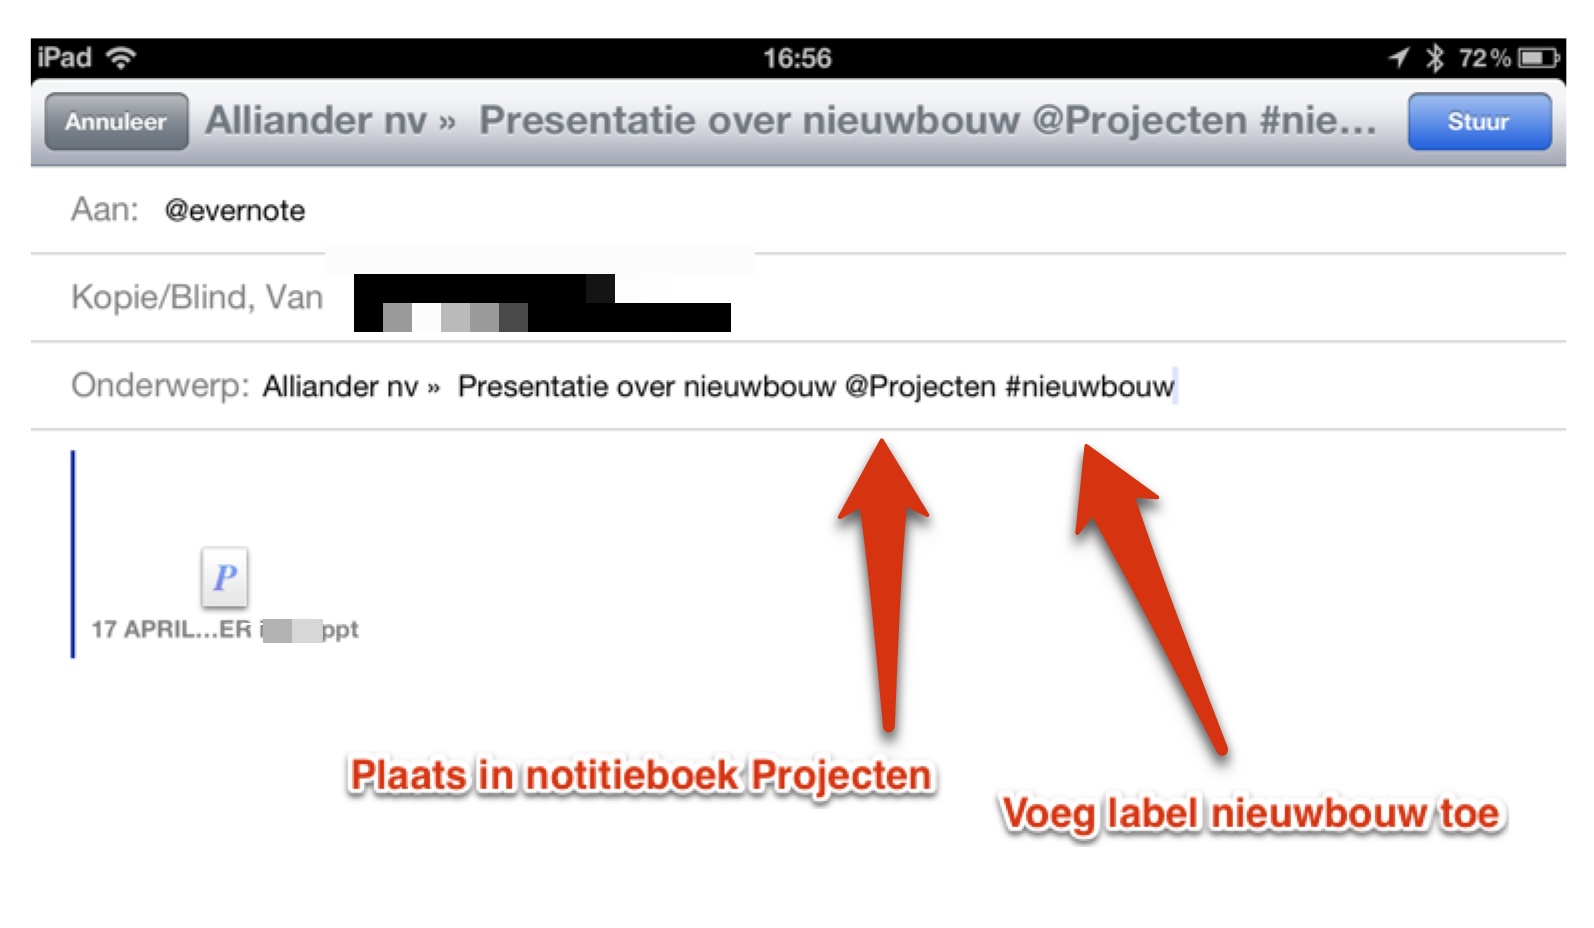 iPad 16:56 72%
Annuleer Alliander nv » Presentatie over nieuwbouw @Projecten #nie... Stuur
Aan: @evernote
Kopie/Blind, Van
Onderwerp: Alliander nv » Presentatie over nieuwbouw @Projecten #nieuwbouw
P
17 APRIL...ER ppt
Plaats in notitieboek Projecten
Voeg label nieuwbouw toe